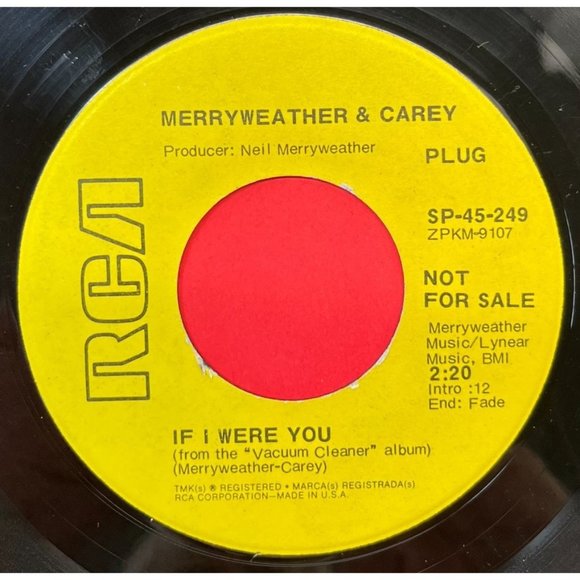 MERRYWEATHER & CAREY
Producer: Neil Merryweather
PLUG
RCA
SP-45-249
ZPKM-9107
NOT
FOR SALE
Merryweather
Music/Lynear
Music, BMI
2:20
Intro :12
End: Fade
IF I WERE YOU
(from the "Vacuum Cleaner" album)
(Merryweather-Carey)
TMK(s) ® REGISTERED • MARCA(s) REGISTRADA(s)
RCA CORPORATION—MADE IN U.S.A.